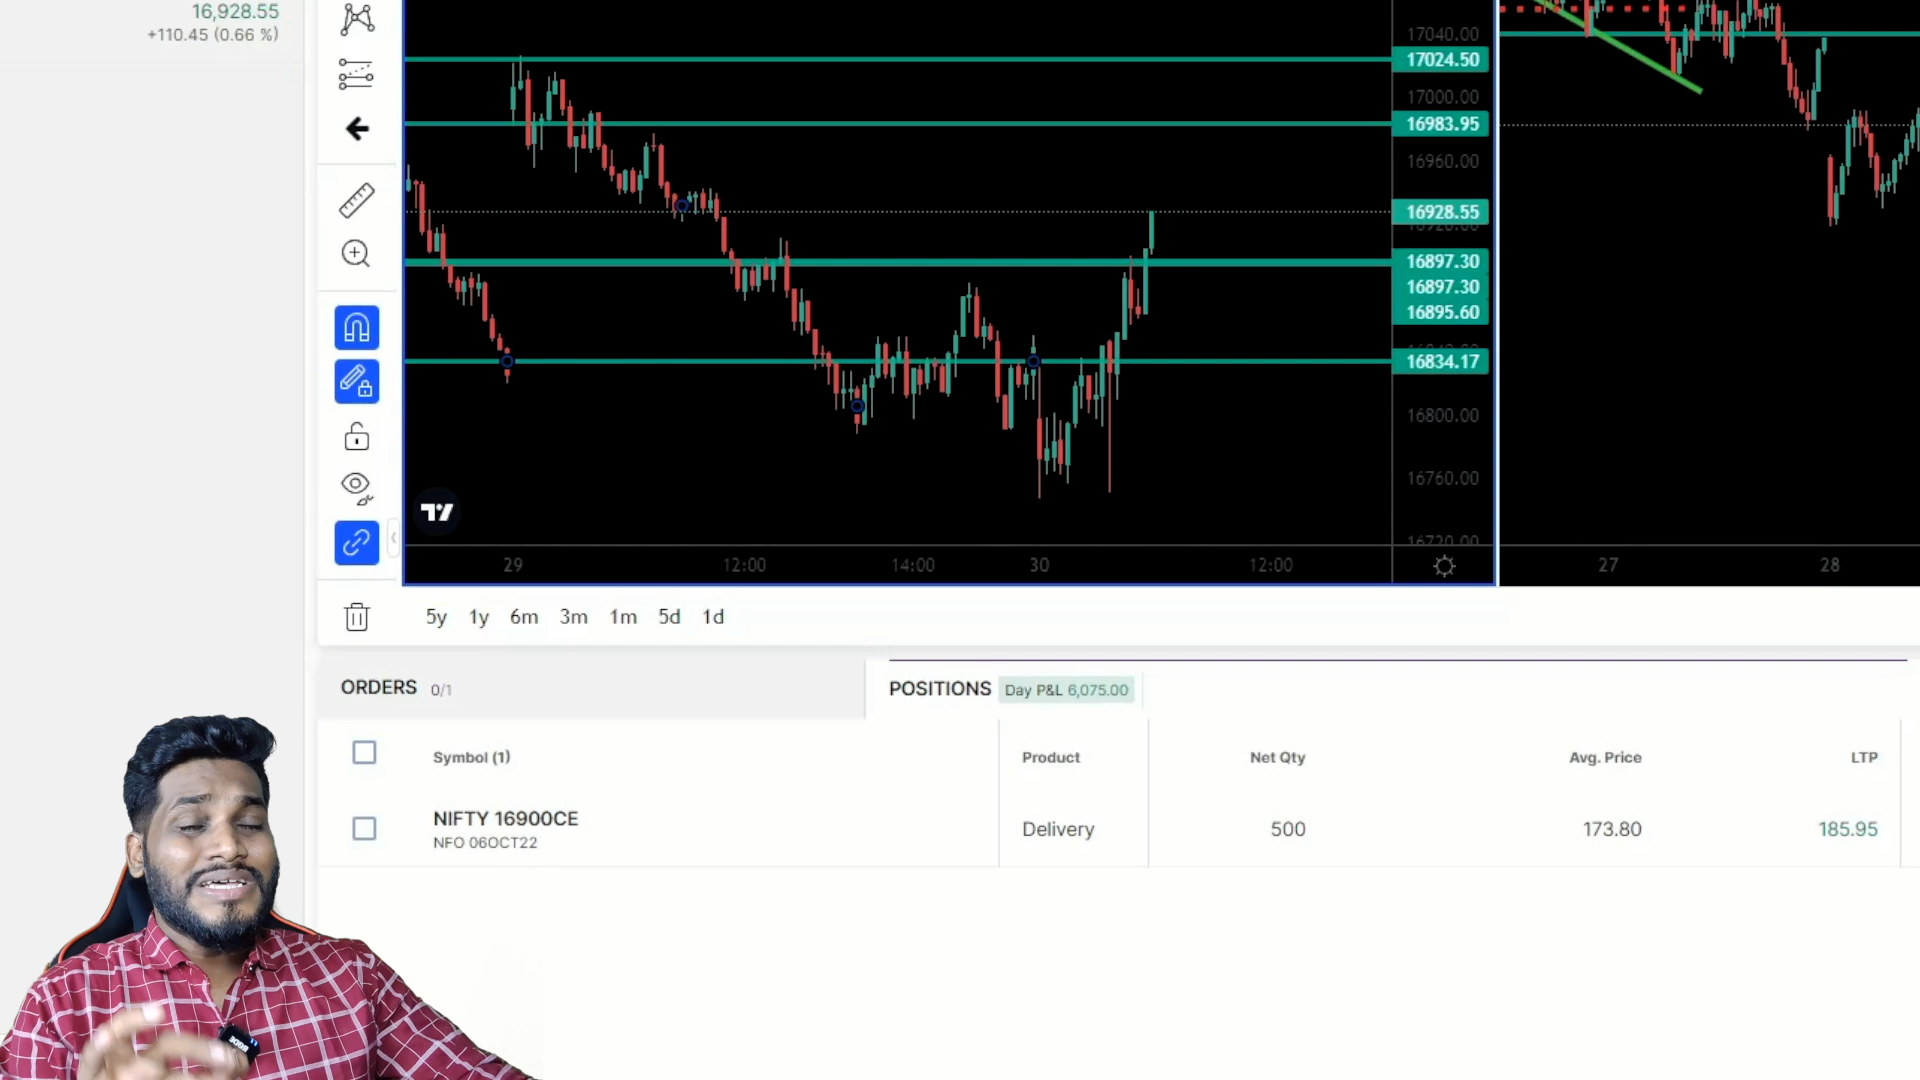 16,928.55
+110.45 (0.66 %)
17040.00
17024.50
17000.00
16983.95
16960.00
16928.55
16897.30
16897.30
16895.60
16834.17
16800.00
16760.00
16720.00
29 12:00 14:00 30 12:00
27 28
5y 1y 6m 3m 1m 5d 1d
ORDERS 0/1
POSITIONS Day P&L 6,075.00
Symbol (1) Product Net Qty Avg. Price LTP
NIFTY 16900CE Delivery 500 173.80 185.95
NFO 06OCT22